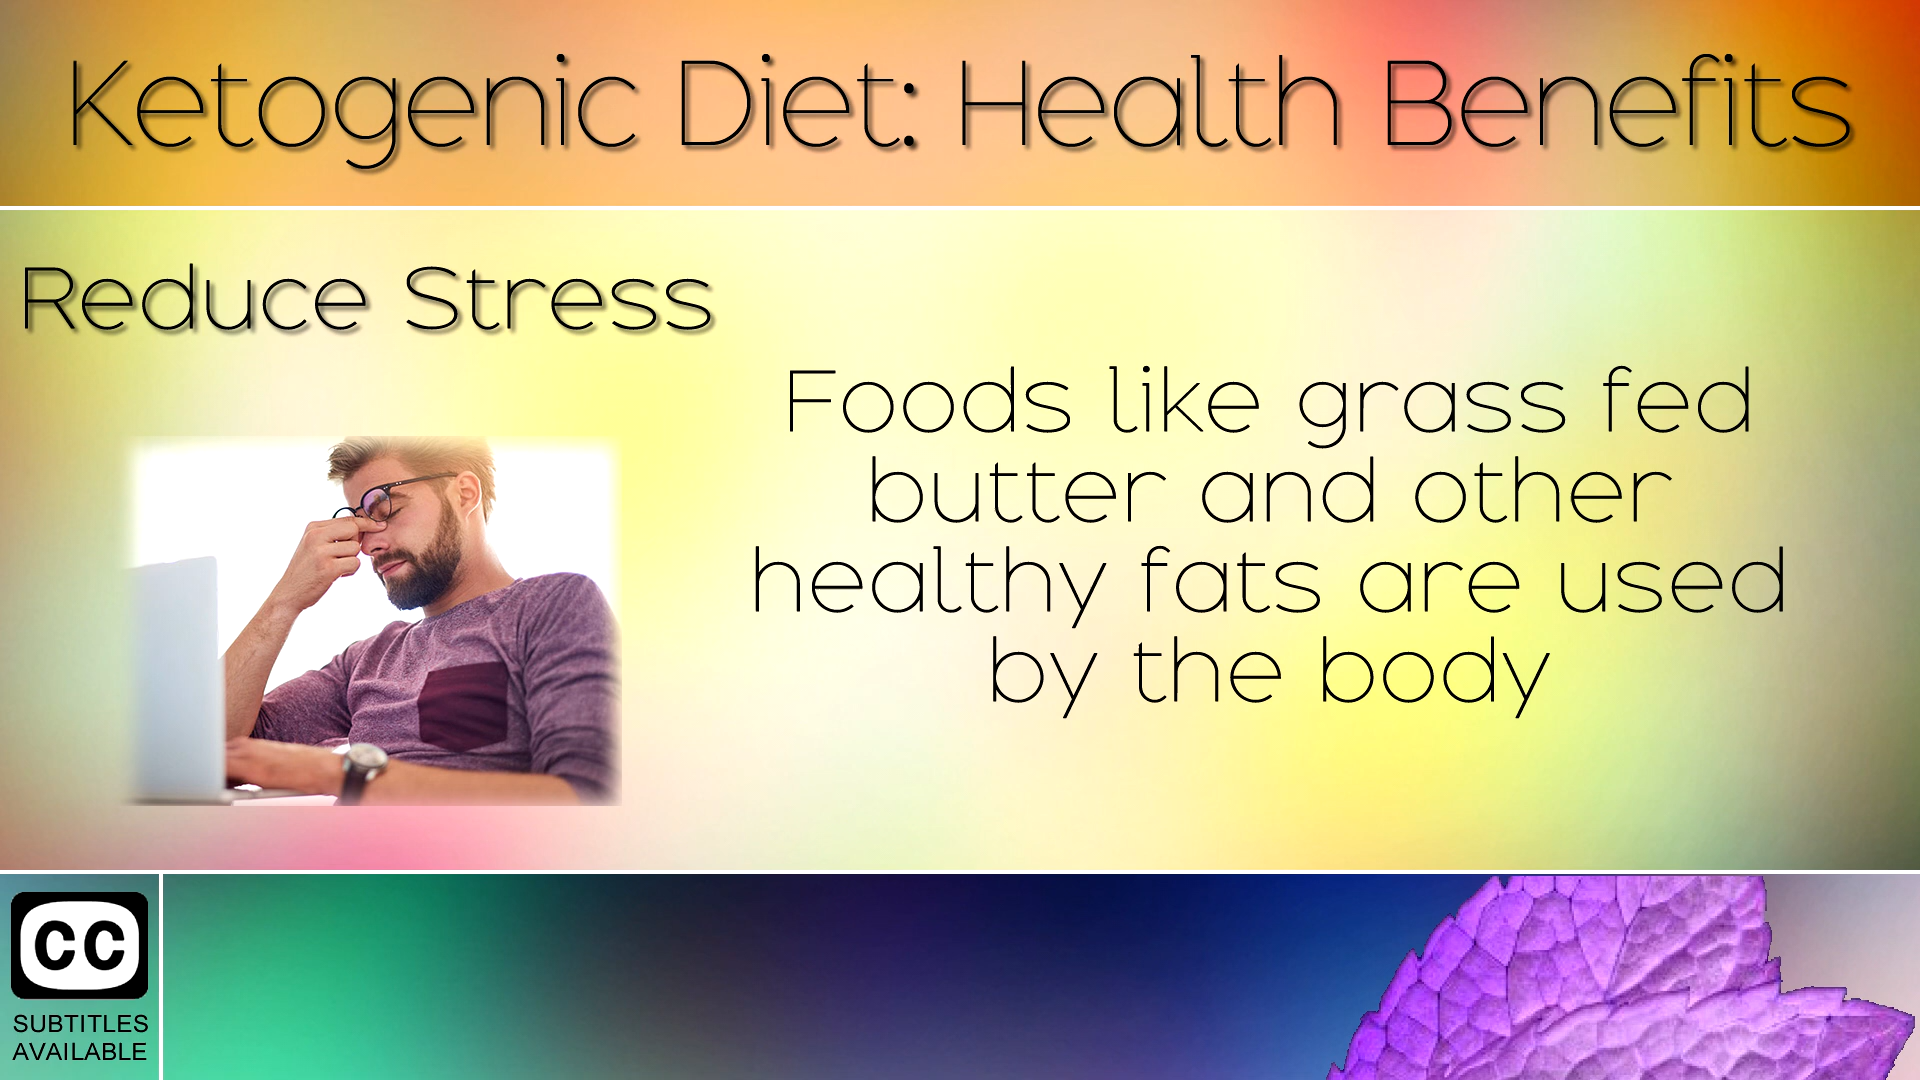 Ketogenic Diet: Health Benefits
Reduce Stress
Foods like grass fed
butter and other
healthy fats are used
by the body
CC
SUBTITLES
AVAILABLE